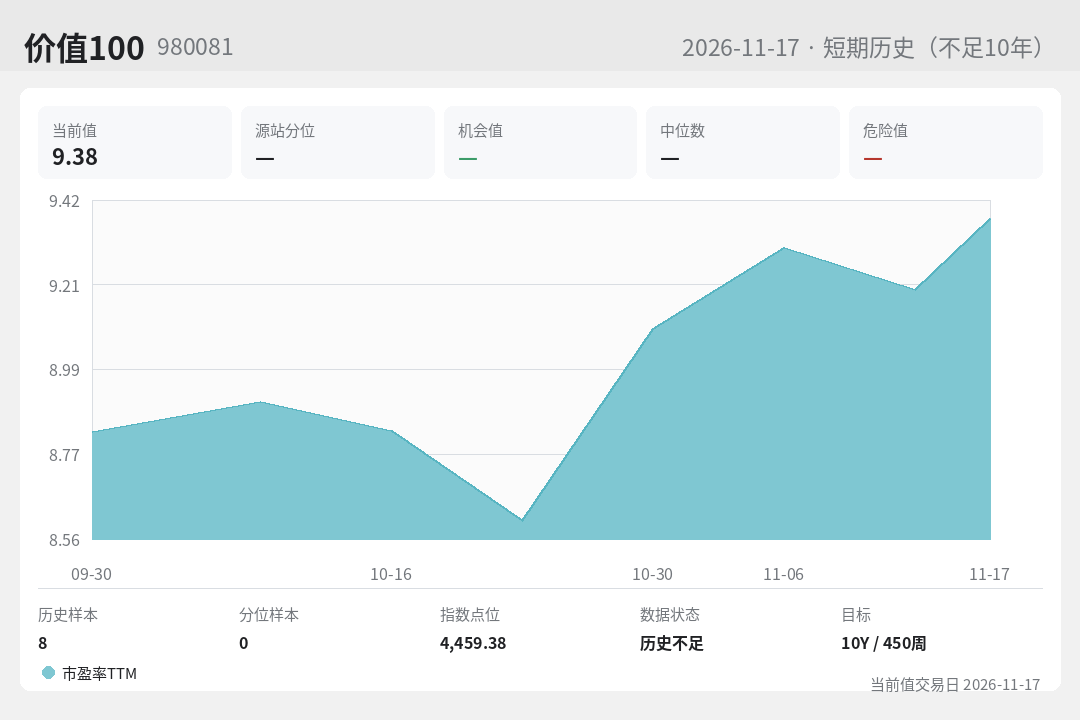 价值100 980081 2026-11-17 · 短期历史（不足10年）
当前值 源站分位 机会值 中位数 危险值
9.38 — — — —
9.42
9.21
8.99
8.77
8.56
09-30 10-16 10-30 11-06 11-17
历史样本 分位样本 指数点位 数据状态 目标
8 0 4,459.38 历史不足 10Y / 450周
市盈率TTM
当前值交易日 2026-11-17